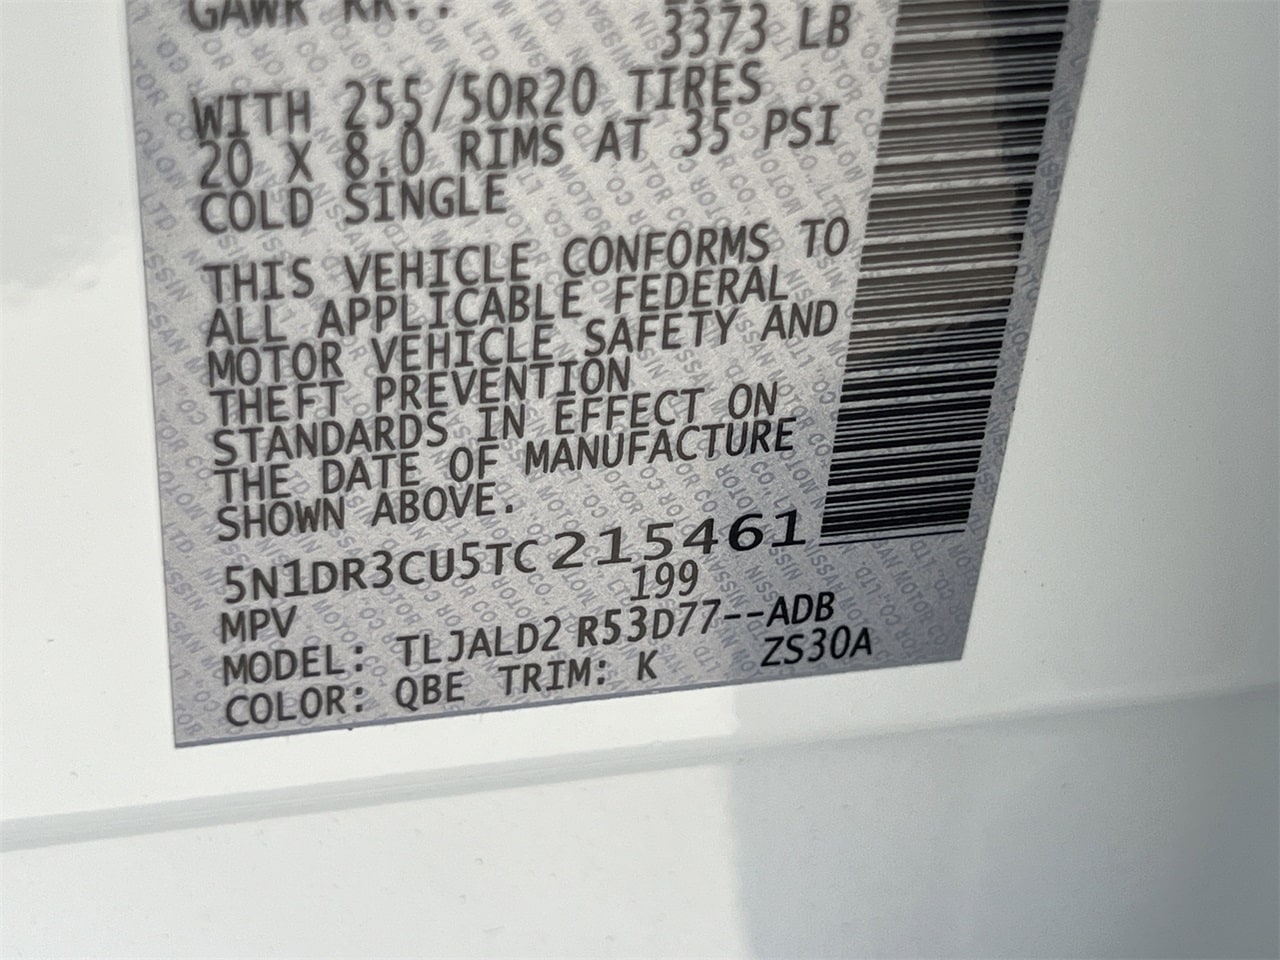 GAWR RR.:
3373 LB
WITH 255/50R20 TIRES
20 X 8.0 RIMS AT 35 PSI
COLD SINGLE
THIS VEHICLE CONFORMS TO
ALL APPLICABLE FEDERAL
MOTOR VEHICLE SAFETY AND
THEFT PREVENTION
STANDARDS IN EFFECT ON
THE DATE OF MANUFACTURE
SHOWN ABOVE.
5N1DR3CU5TC215461
199
MPV
MODEL: TLJALD2 R53D77--ADB
COLOR: QBE TRIM: K ZS30A